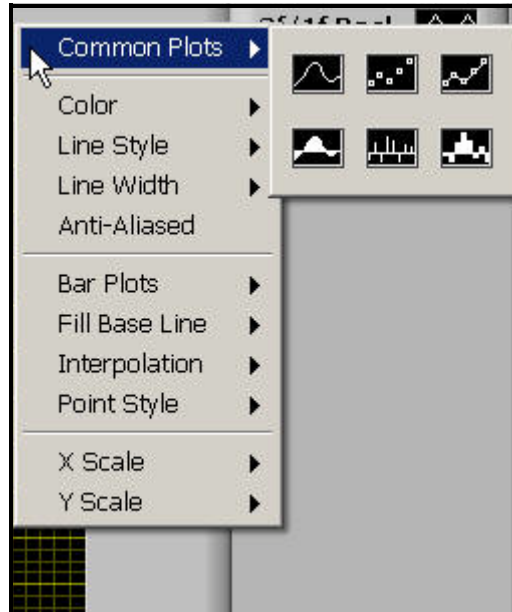 Common Plots
Color
Line Style
Line Width
Anti-Aliased
Bar Plots
Fill Base Line
Interpolation
Point Style
X Scale
Y Scale